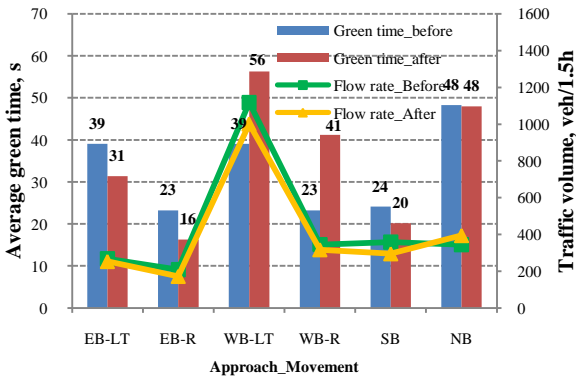 70
60
50
40
30
20
10
0
Average green time, s
1600
1400
1200
1000
800
600
400
200
0
Traffic volume, veh/1.5h
Green time_before
Green time_after
Flow rate_Before
Flow rate_After
39
31
23
16
39
56
23
41
24
20
48
48
EB-LT
EB-R
WB-LT
WB-R
SB
NB
Approach_Movement